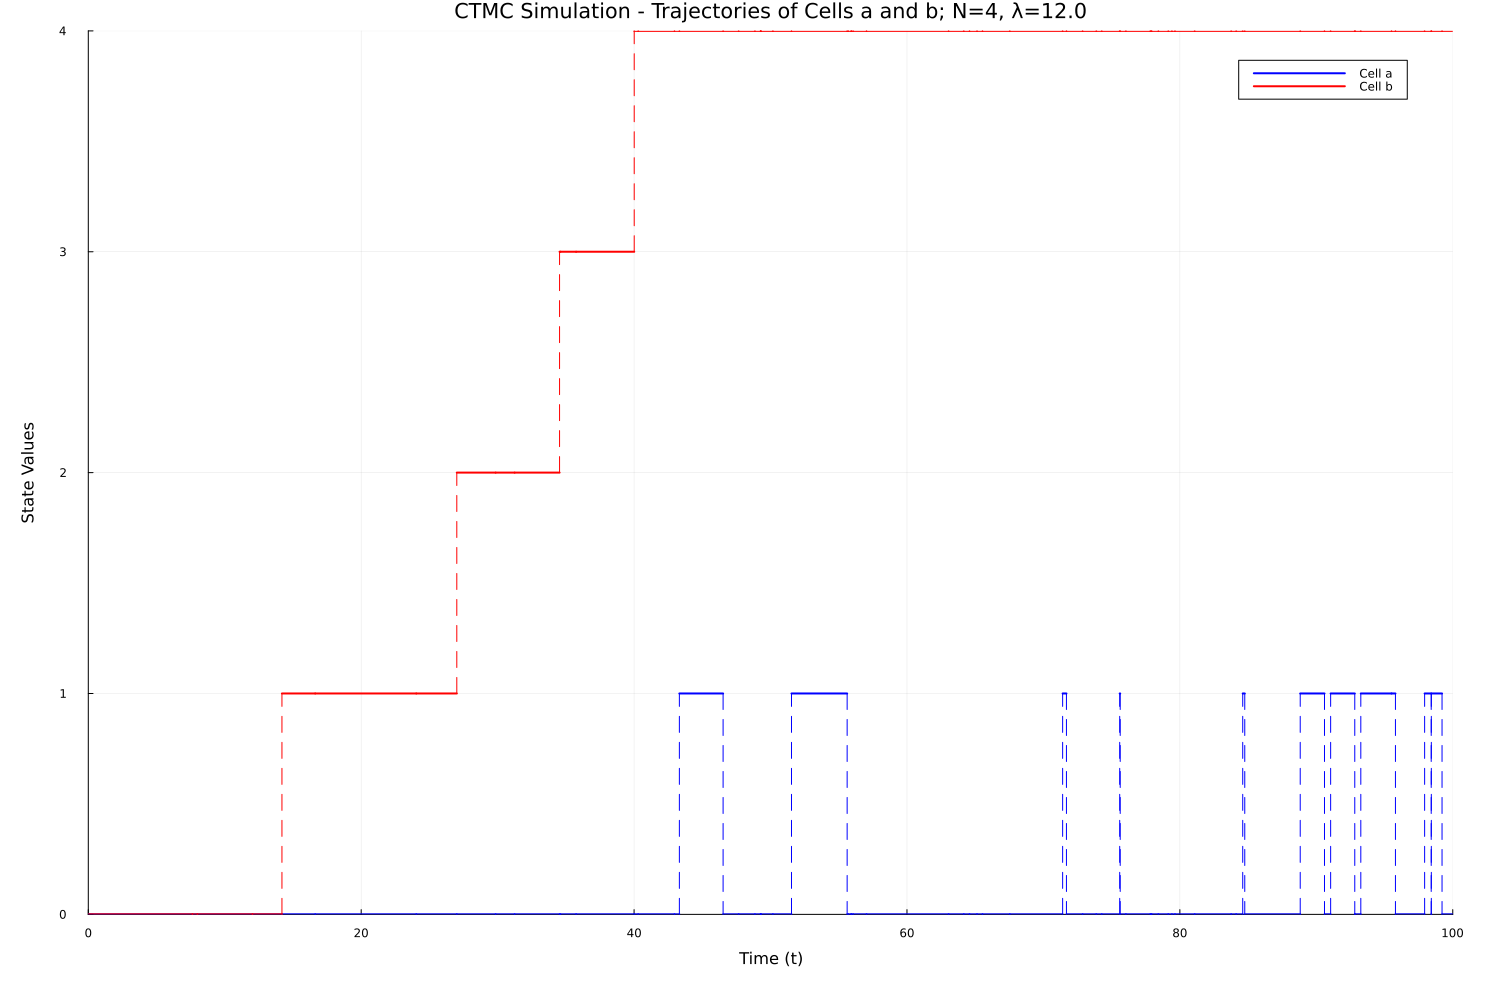 CTMC Simulation - Trajectories of Cells a and b; N=4, λ=12.0
4
Cell a
Cell b
3
State Values
2
1
0
0 20 40 60 80 100
Time (t)